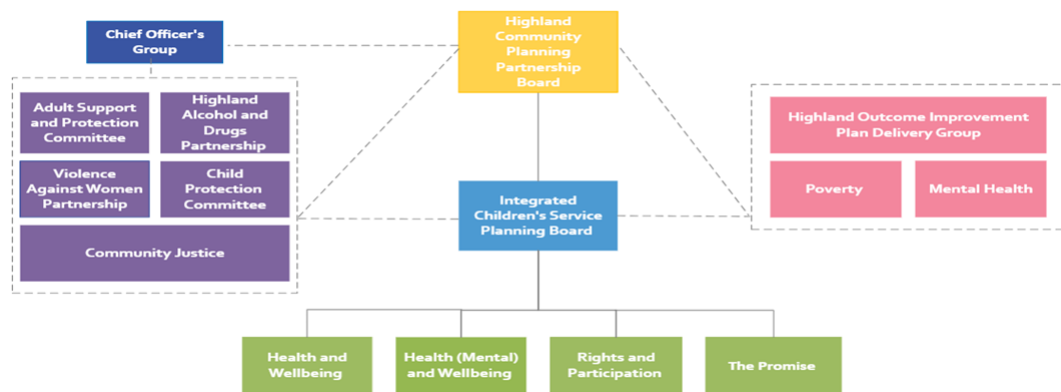 Chief Officer's
Group
Highland
Community
Planning
Partnership
Board
Adult Support
and Protection
Committee
Highland
Alcohol and
Drugs
Partnership
Violence
Against Women
Partnership
Child
Protection
Committee
Community Justice
Highland Outcome Improvement
Plan Delivery Group
Poverty
Mental Health
Integrated
Children's Service
Planning Board
Health and
Wellbeing
Health (Mental)
and Wellbeing
Rights and
Participation
The Promise